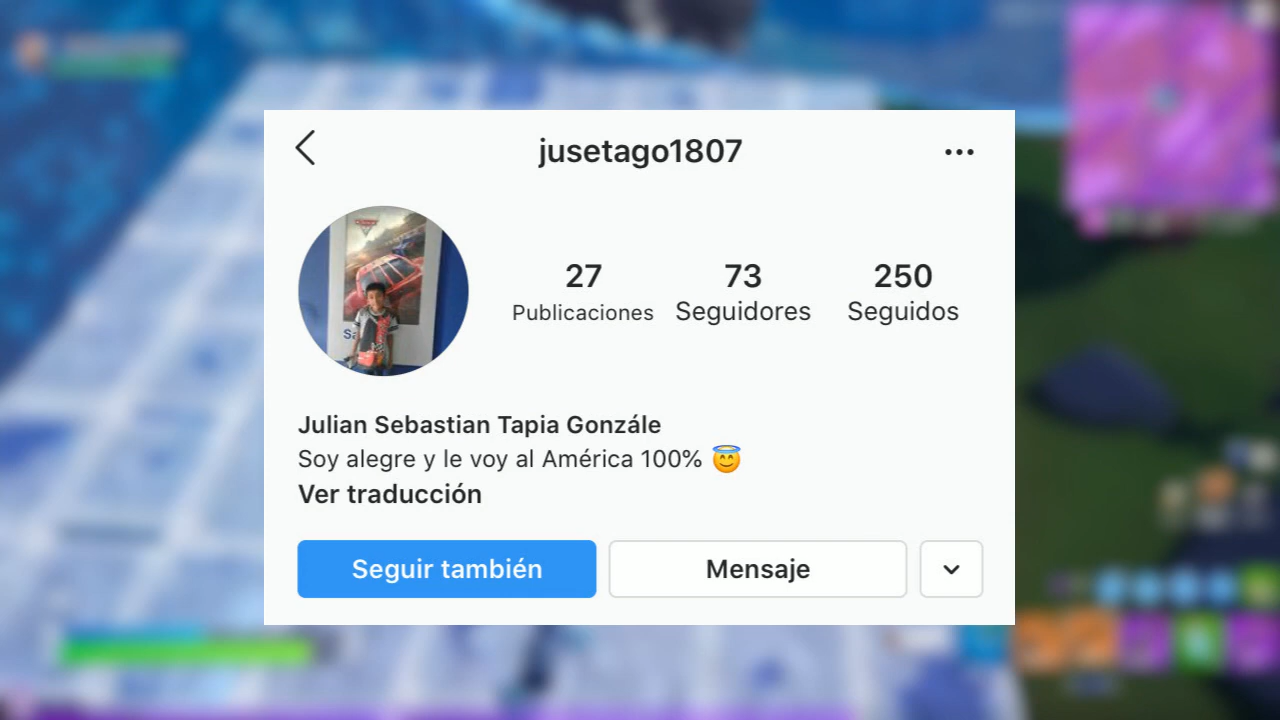 jusetago1807
27 73 250
Publicaciones Seguidores Seguidos
Julian Sebastian Tapia Gonzále
Soy alegre y le voy al América 100% 😇
Ver traducción
Seguir también Mensaje